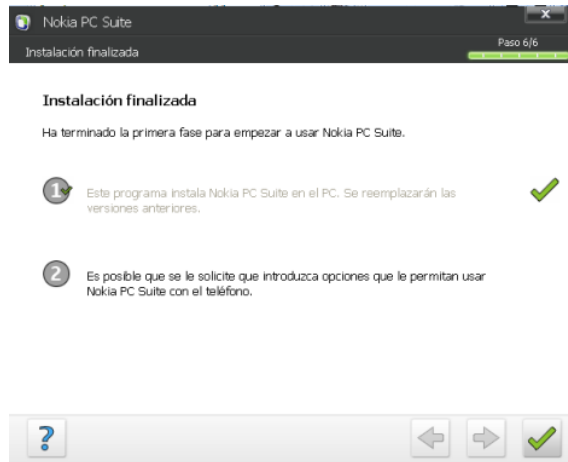 Nokia PC Suite
Instalación finalizada
Paso 6/6
Instalación finalizada
Ha terminado la primera fase para empezar a usar Nokia PC Suite.
1
Este programa instala Nokia PC Suite en el PC. Se reemplazarán las
versiones anteriores.
2
Es posible que se le solicite que introduzca opciones que le permitan usar
Nokia PC Suite con el teléfono.
?